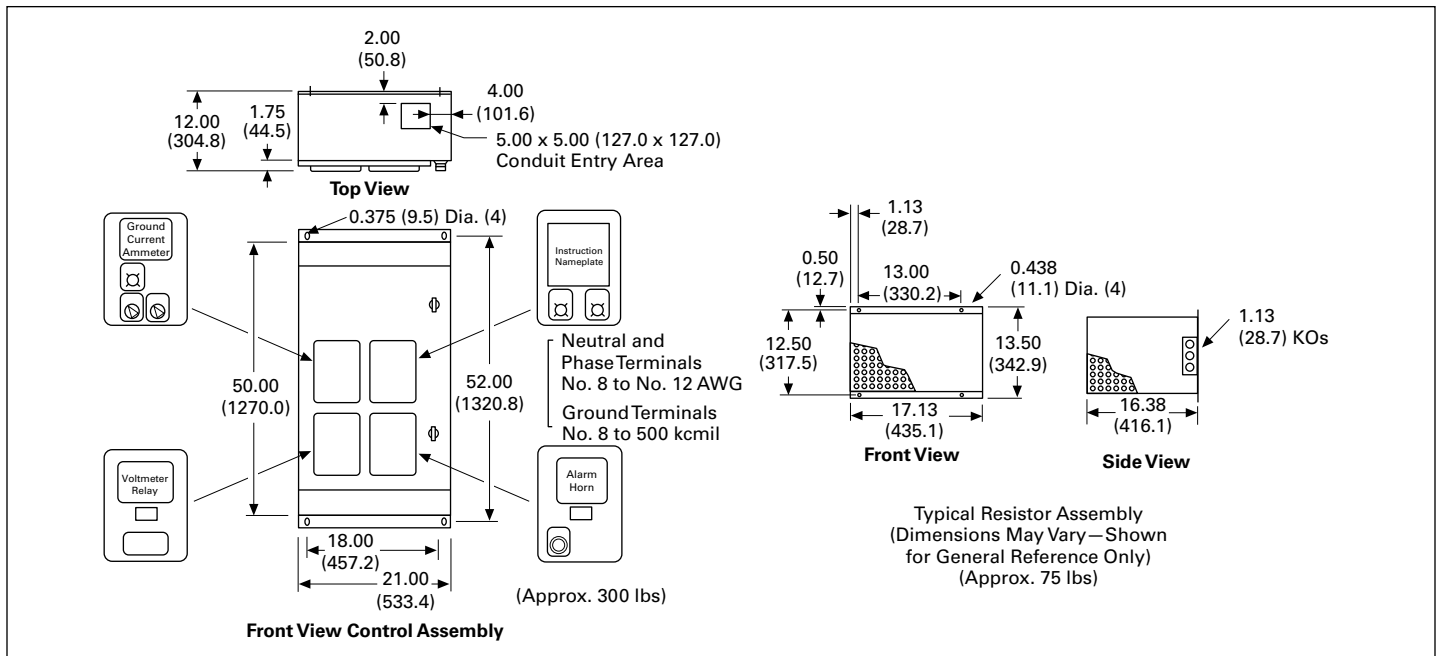 2.00
(50.8)
4.00
(101.6)
12.00
(304.8)
1.75
(44.5)
5.00 x 5.00 (127.0 x 127.0)
Conduit Entry Area
Top View
0.375 (9.5) Dia. (4)
Ground
Current
Ammeter
Instruction
Nameplate
50.00
(1270.0)
52.00
(1320.8)
Neutral and
Phase Terminals
No. 8 to No. 12 AWG
Ground Terminals
No. 8 to 500 kcmil
Voltmeter
Relay
Alarm
Horn
18.00
(457.2)
21.00
(533.4)
(Approx. 300 lbs)
Front View Control Assembly
1.13
(28.7)
0.50
(12.7)
13.00
(330.2)
0.438
(11.1) Dia. (4)
12.50
(317.5)
13.50
(342.9)
1.13
(28.7) KOs
17.13
(435.1)
Front View
16.38
(416.1)
Side View
Typical Resistor Assembly
(Dimensions May Vary—Shown
for General Reference Only)
(Approx. 75 lbs)